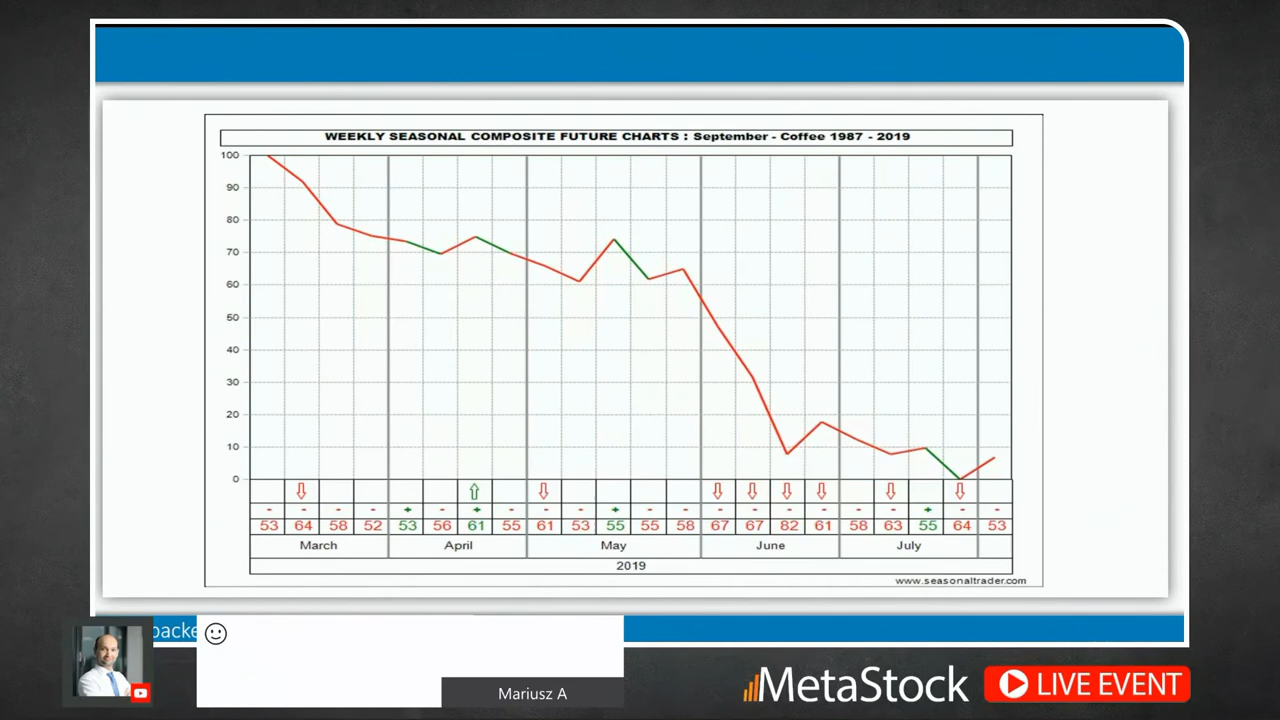 WEEKLY SEASONAL COMPOSITE FUTURE CHARTS : September - Coffee 1987 - 2019
100
90
80
70
60
50
40
30
20
10
0
- - - - + - + - - - + - - - - - - - - + - -
53 64 58 52 53 56 61 55 61 53 55 55 58 67 67 82 61 58 63 55 64 53
March April May June July
2019
www.seasonaltrader.com
Mariusz A
MetaStock LIVE EVENT